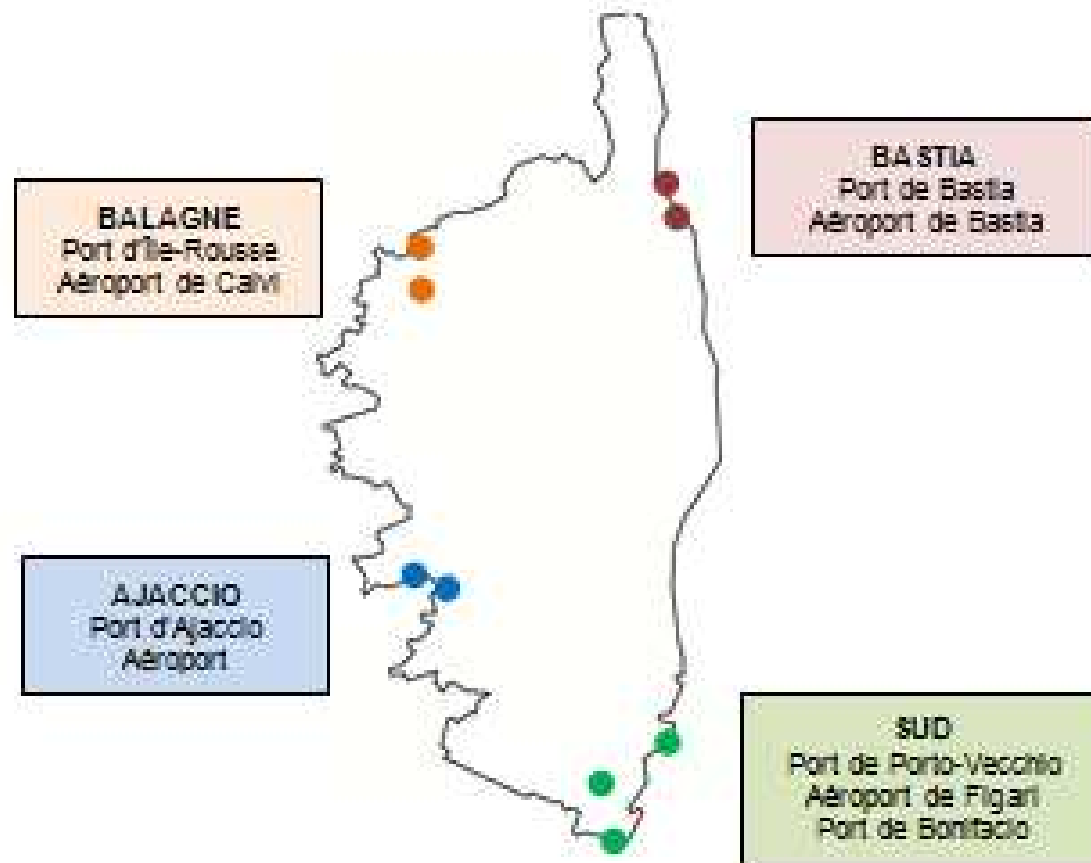 BASTIA
Port de Bastia
Aéroport de Bastia
BALAGNE
Port d'île-Rousse
Aéroport de Calvi
AJACCIO
Port d'Ajaccio
Aéroport
SUD
Port de Porto-Vecchio
Aéroport de Figari
Port de Bonifacio